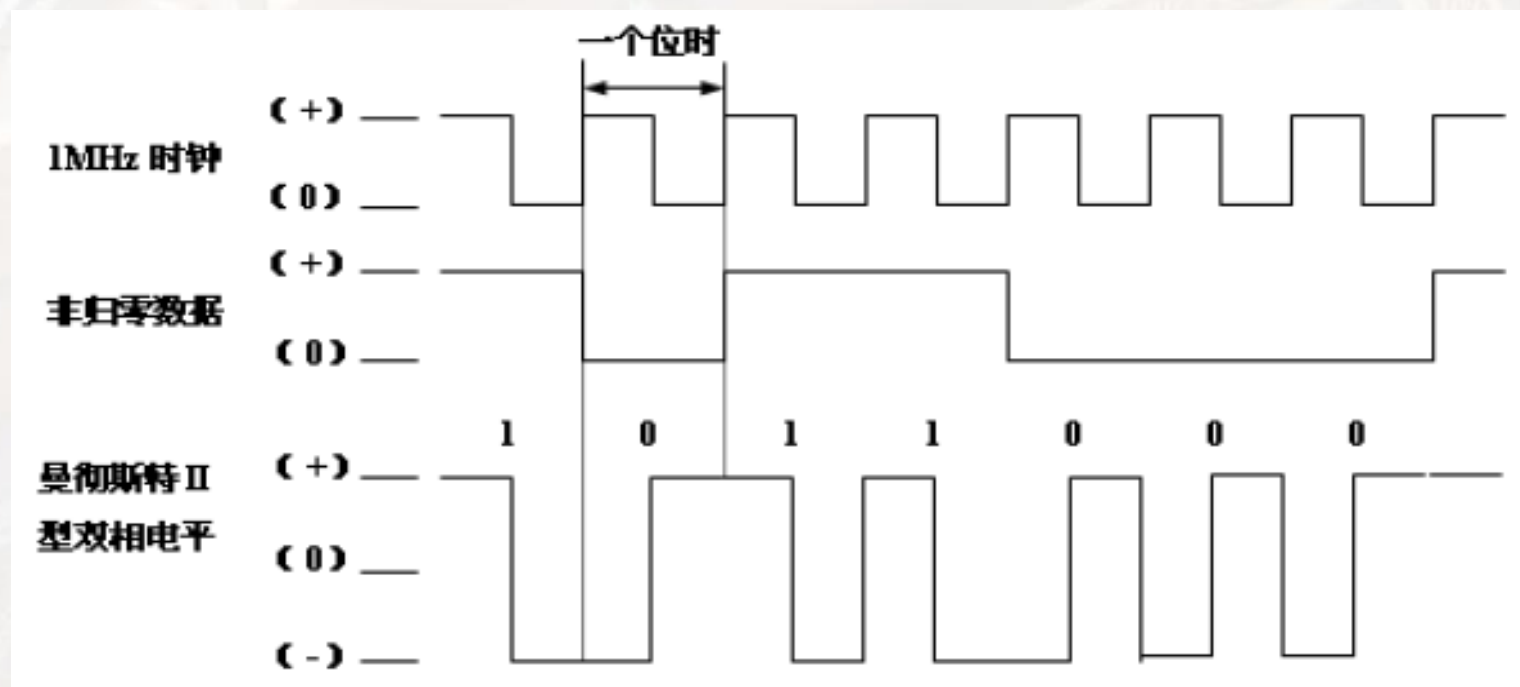 一个位时
(+)
1MHz 时钟
(0)
(+)
非归零数据
(0)
1 0 1 1 0 0 0
曼彻斯特 II (+)
型双相电平
(0)
(-)